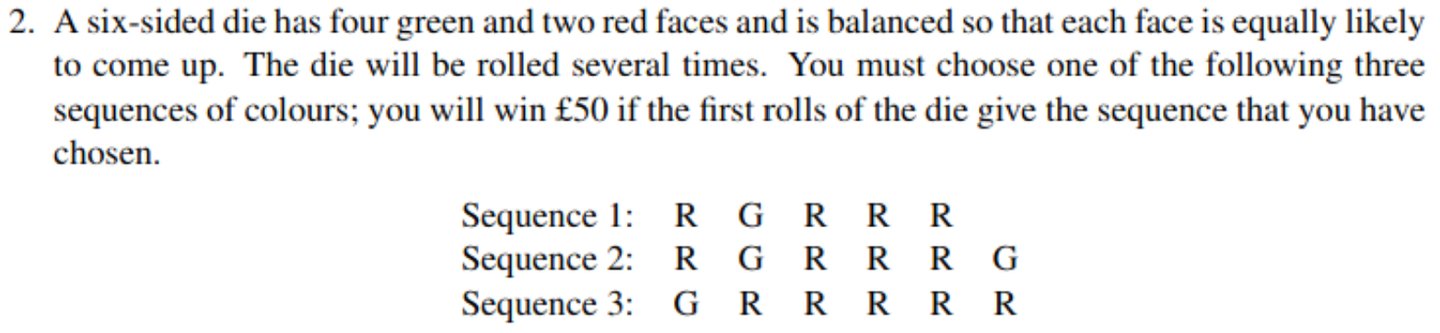 2. A six-sided die has four green and two red faces and is balanced so that each face is equally likely
to come up. The die will be rolled several times. You must choose one of the following three
sequences of colours; you will win £50 if the first rolls of the die give the sequence that you have
chosen.
Sequence 1: R G R R R
Sequence 2: R G R R R G
Sequence 3: G R R R R R